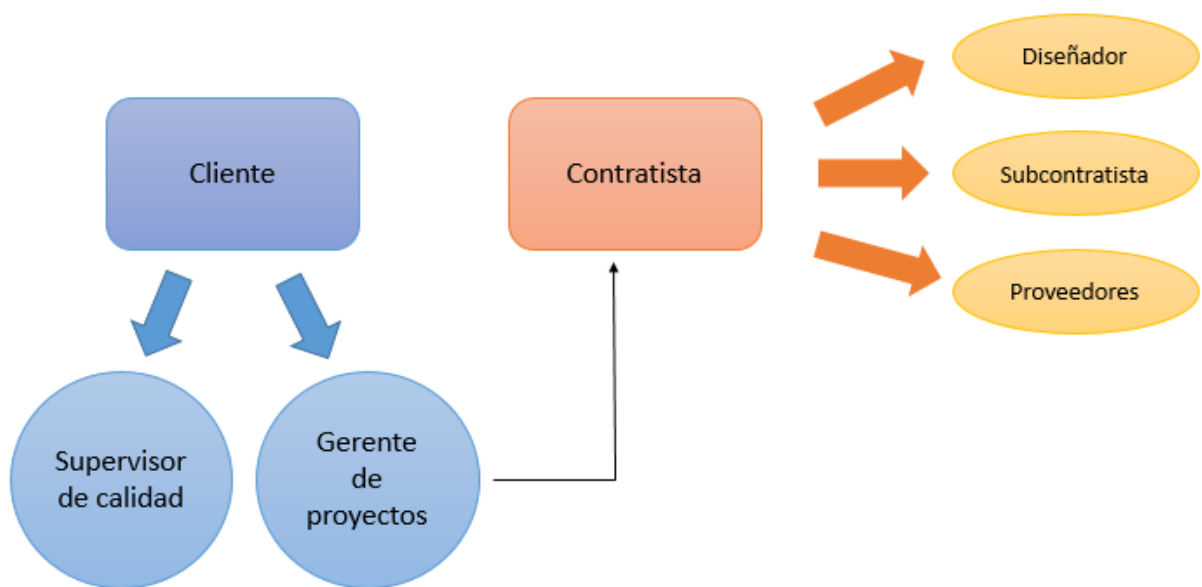 Cliente
Contratista
Diseñador
Subcontratista
Proveedores
Supervisor
de calidad
Gerente
de
proyectos